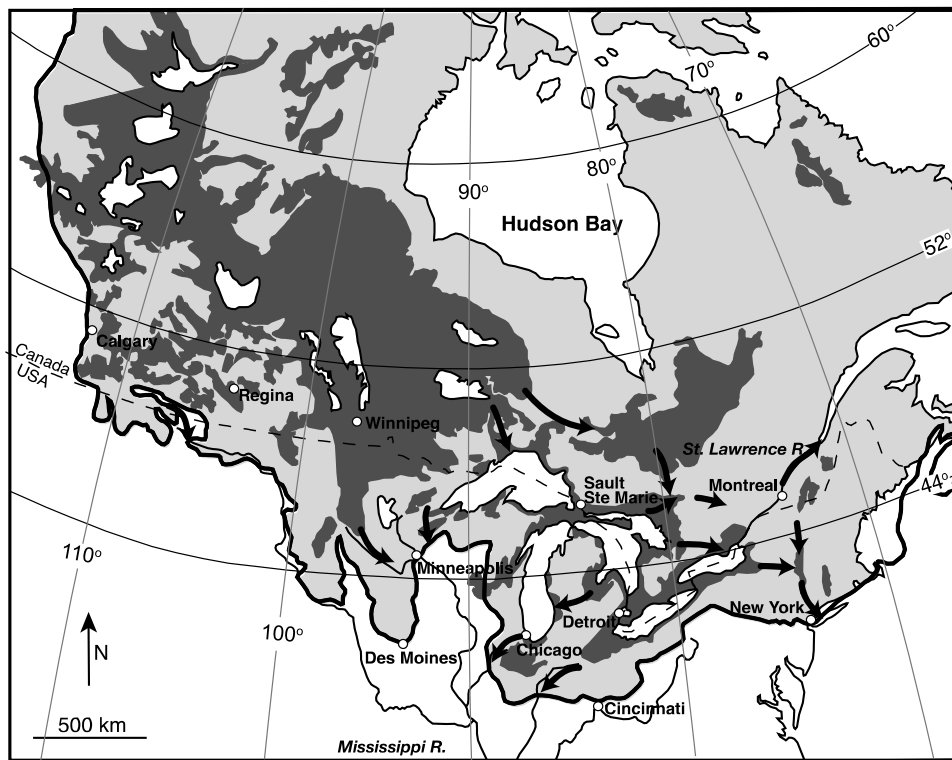 60°
70°
80°
90°
Hudson Bay
52°
Calgary
Canada
USA
Regina
Winnipeg
St. Lawrence R
Sault
Ste Marie
Montreal
44°
110°
Minneapolis
New York
Detroit
100°
N
Des Moines
Chicago
500 km
Cincinnati
Mississippi R.